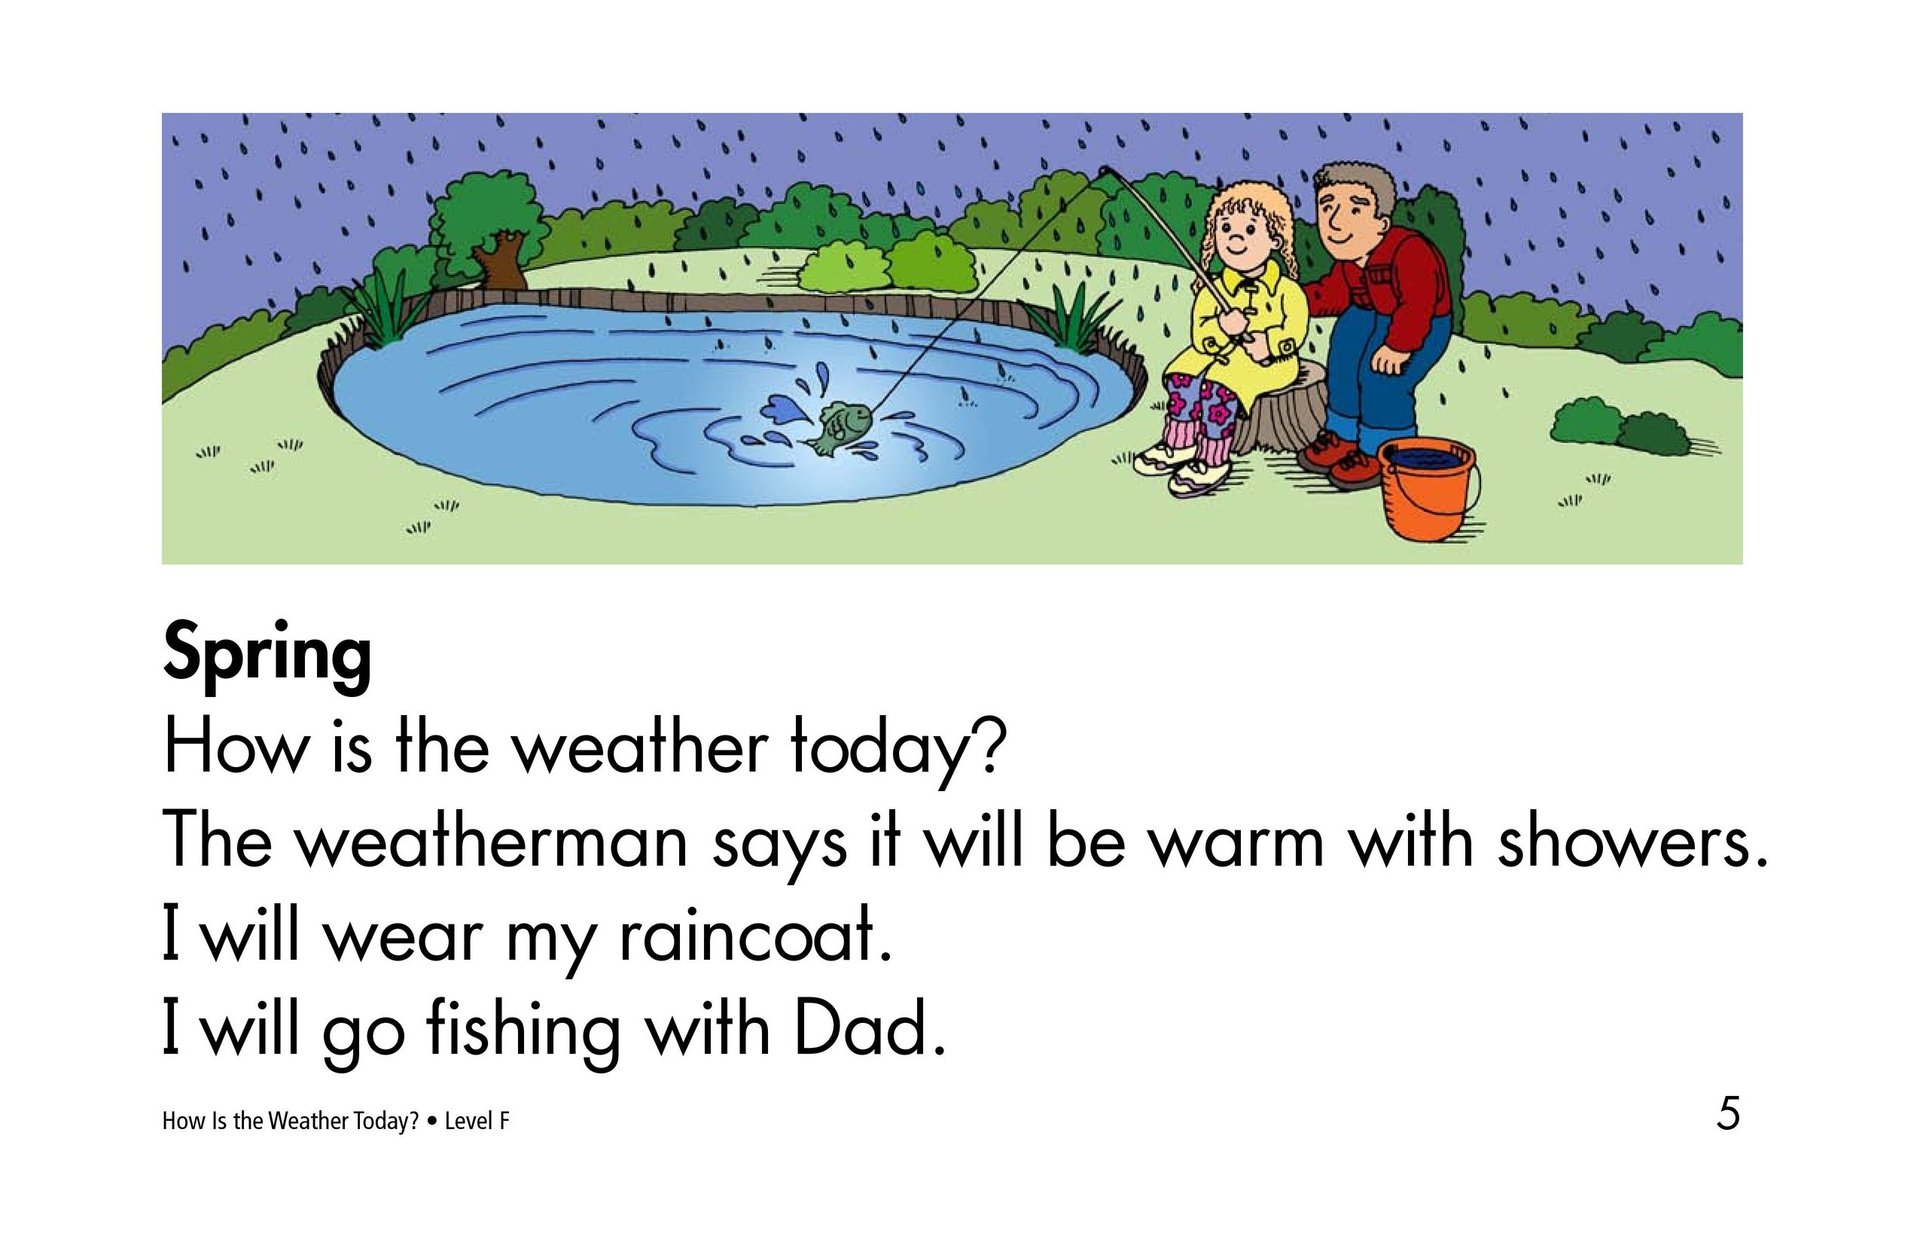 Spring
How is the weather today?
The weatherman says it will be warm with showers.
I will wear my raincoat.
I will go fishing with Dad.
How Is the Weather Today? • Level F
5